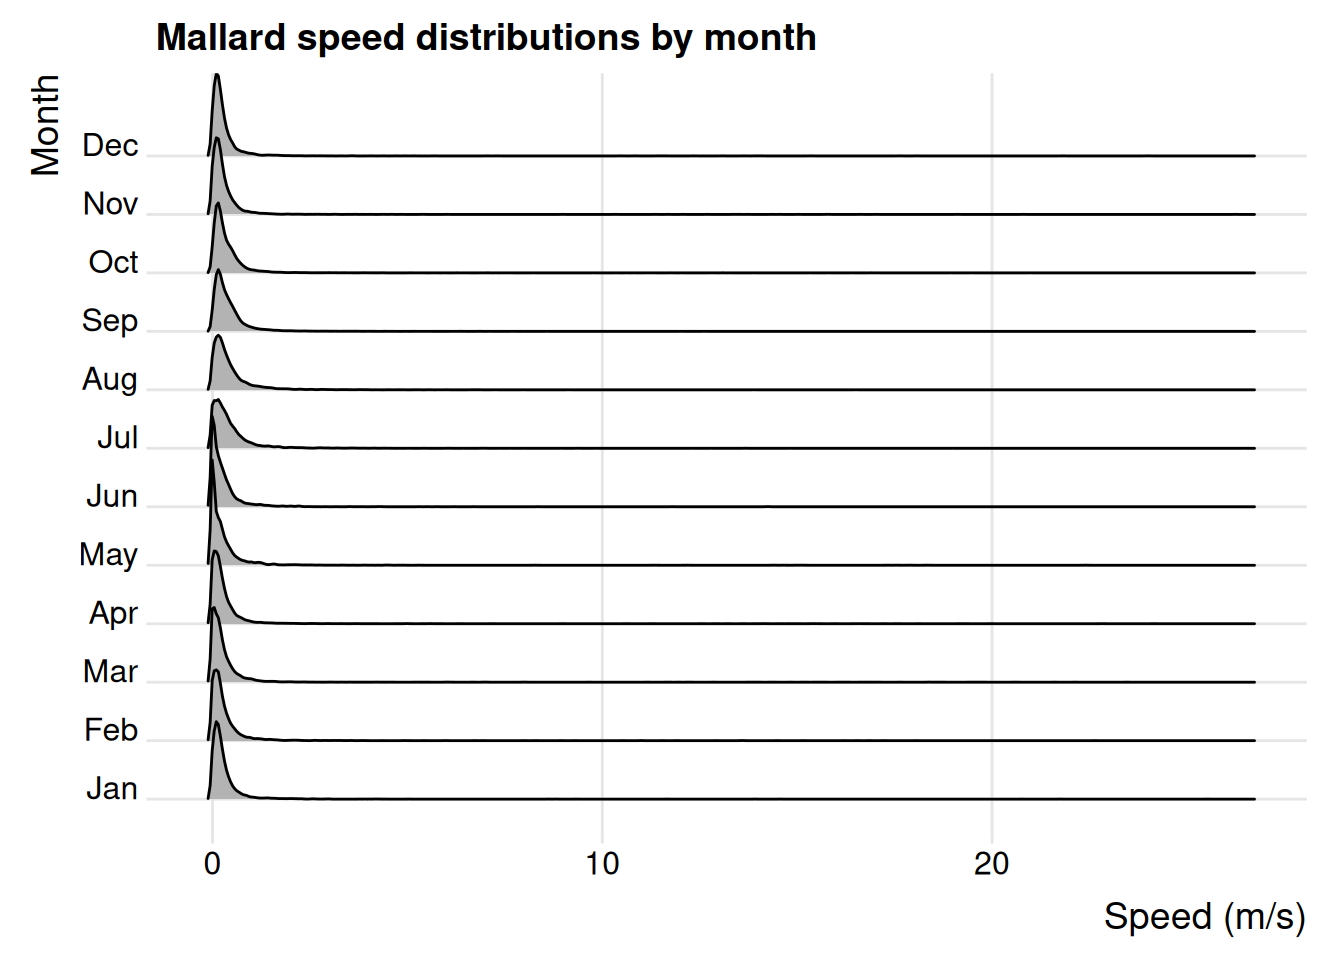 Mallard speed distributions by month
Month
Dec
Nov
Oct
Sep
Aug
Jul
Jun
May
Apr
Mar
Feb
Jan
0 10 20
Speed (m/s)